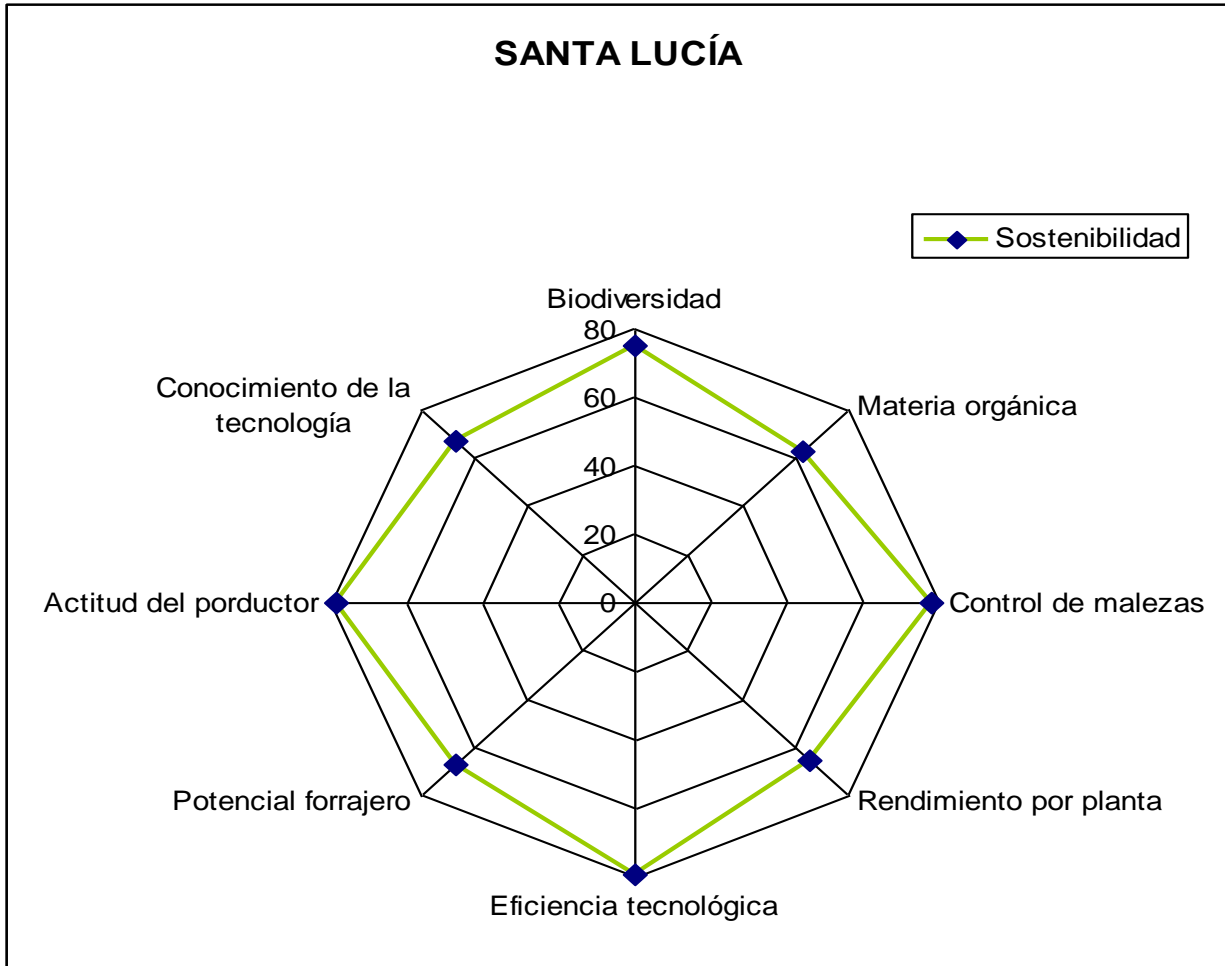 SANTA LUCÍA
Sostenibilidad
Biodiversidad
80
60
40
20
0
Conocimiento de la
tecnología
Materia orgánica
Actitud del porductor
Control de malezas
Potencial forrajero
Rendimiento por planta
Eficiencia tecnológica